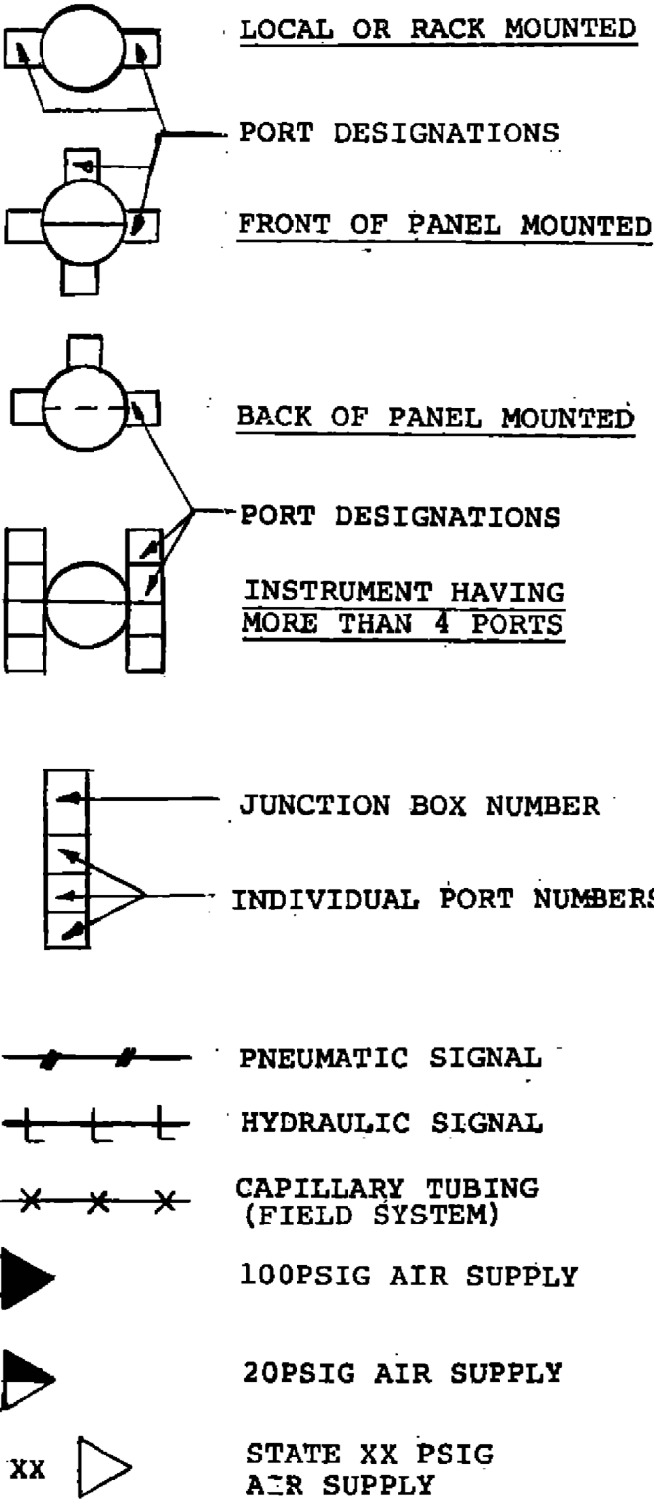 LOCAL OR RACK MOUNTED
PORT DESIGNATIONS
FRONT OF PANEL MOUNTED
BACK OF PANEL MOUNTED
PORT DESIGNATIONS
INSTRUMENT HAVING
MORE THAN 4 PORTS
JUNCTION BOX NUMBER
INDIVIDUAL PORT NUMBERS
PNEUMATIC SIGNAL
HYDRAULIC SIGNAL
CAPILLARY TUBING
(FIELD SYSTEM)
100PSIG AIR SUPPLY
20PSIG AIR SUPPLY
XX STATE XX PSIG
AIR SUPPLY